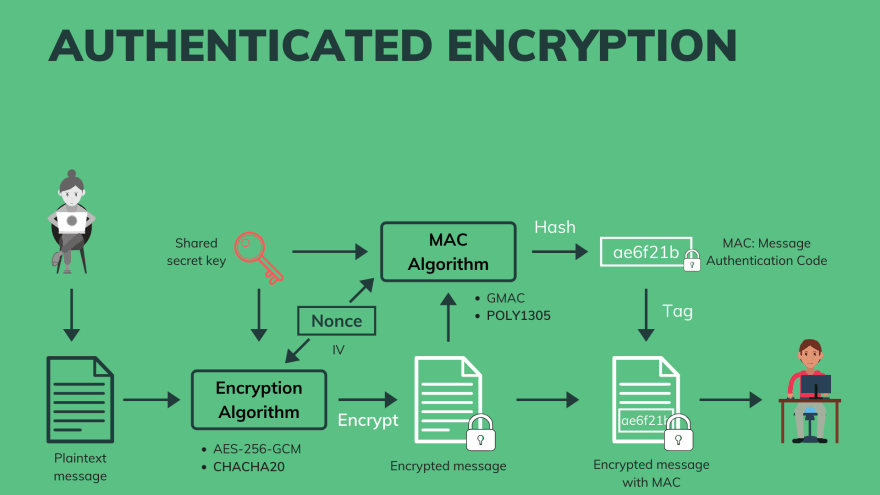 AUTHENTICATED ENCRYPTION
Shared
secret key
MAC
Algorithm
Hash
ae6f21b
MAC: Message
Authentication Code
GMAC
POLY1305
Nonce
IV
Tag
Encryption
Algorithm
Encrypt
ae6f21b
Plaintext
message
AES-256-GCM
CHACHA20
Encrypted message
Encrypted message
with MAC